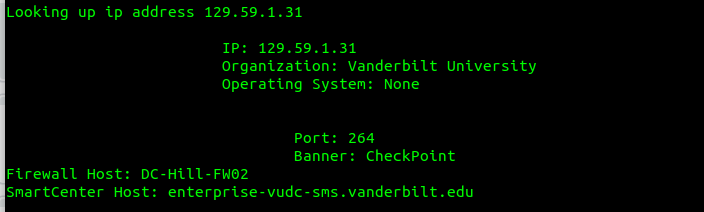 Looking up ip address 129.59.1.31
IP: 129.59.1.31
Organization: Vanderbilt University
Operating System: None
Port: 264
Banner: CheckPoint
Firewall Host: DC-Hill-FW02
SmartCenter Host: enterprise-vudc-sms.vanderbilt.edu